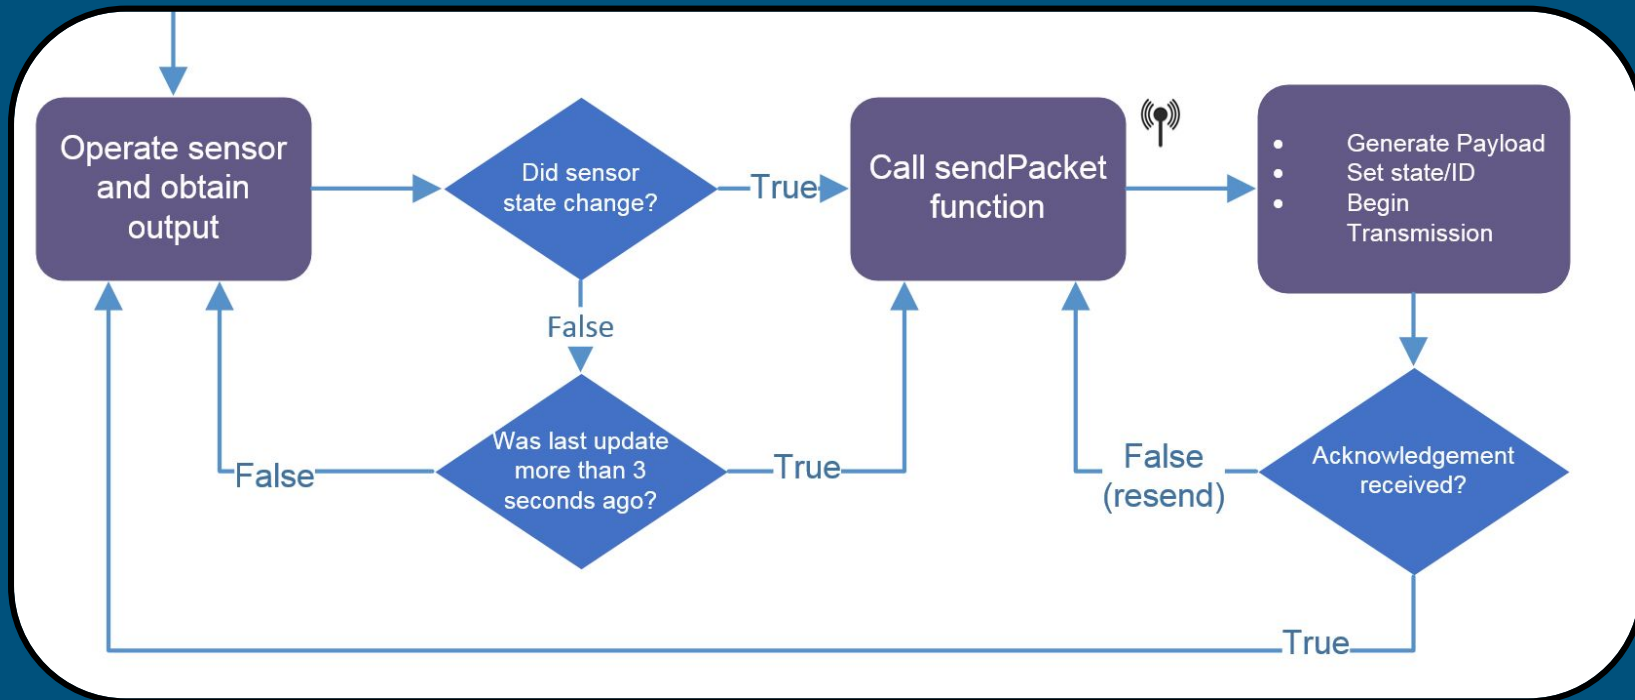 Operate sensor
and obtain
output
Did sensor
state change?
True
Call sendPacket
function
• Generate Payload
• Set state/ID
• Begin
Transmission
False
Was last update
more than 3
seconds ago?
False
True
False
(resend)
Acknowledgement
received?
True